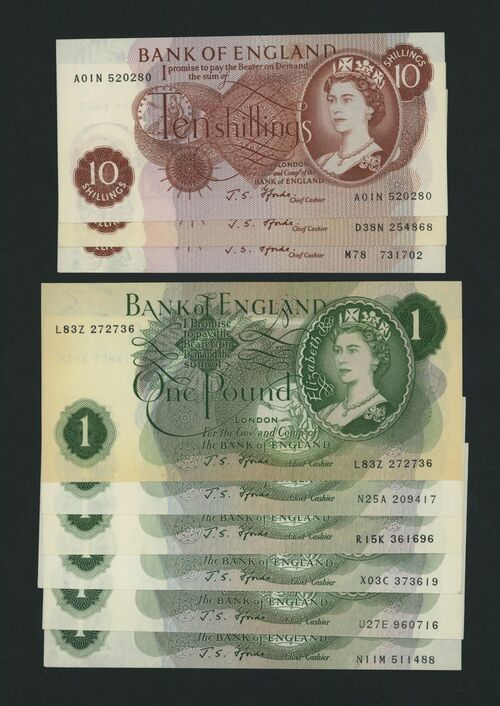 BANK OF ENGLAND
I promise to pay the Bearer on Demand
the sum of
A01N 520280
10 SHILLINGS
Ten shillings
10 SHILLINGS
LONDON
For the Govr and Compa of the
BANK OF ENGLAND
J. S. Fforde
Chief Cashier
A01N 520280
J. S. Fforde
Chief Cashier
D38N 254868
J. S. Fforde
Chief Cashier
M78 731702
BANK OF ENGLAND
L83Z 272736
I Promise
to pay the
Bearer on
Demand the
sum of
Elizabeth R
1
One Pound
1
LONDON
For the Govr and Compa of
the BANK OF ENGLAND
J. S. Fforde
Chief Cashier
L83Z 272736
J. S. Fforde
Chief Cashier
N25A 209417
the BANK OF ENGLAND
J. S. Fforde
Chief Cashier
R15K 361696
the BANK OF ENGLAND
J. S. Fforde
Chief Cashier
X03C 373619
the BANK OF ENGLAND
J. S. Fforde
Chief Cashier
U27E 960716
the BANK OF ENGLAND
J. S. Fforde
Chief Cashier
N11M 511488